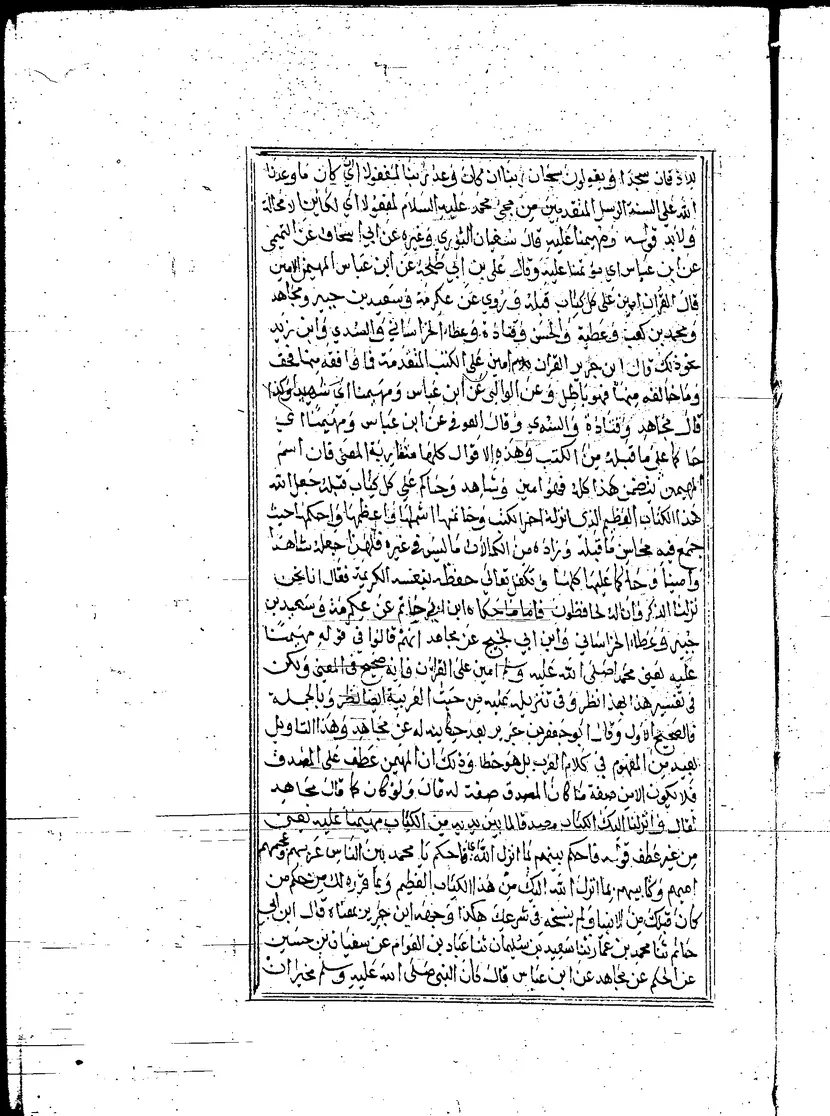 للاذقان سجدا ويقولون سبحان ربنا ان كان وعد ربنا لمفعولا اي كان ما وعدنا
الله على السنة الرسل المتقدمين من مجئ محمد عليه السلام لمفعولا اي لكائنا لا محالة
ولابد قوله ومهيمنا عليه قال سفيان الثوري وغيره عن ابي اسحاق عن التميمي
عن ابن عباس اي مؤتمنا عليه وقال علي بن ابي طلحة عن ابن عباس المهيمن الامين
قال القران امين على كل كتاب قبله وروي عن عكرمة وسعيد بن جبير ومجاهد
ومحمد بن كعب وعطية والحسن وقتادة وعطاء الخراساني والسدي وابن زيد
نحو ذلك قال ابن جرير القران امين على الكتب المتقدمة فما وافقه منها فحق
وما خالفه منها فهو باطل وعن الوالبي عن ابن عباس ومهيمنا اي شهيدا وكذا
قال مجاهد وقتادة والسدي وقال العوفي عن ابن عباس ومهيمنا اي
حاكما على ما قبله من الكتب وهذه الاقوال كلها متقاربة المعنى فان اسم
المهيمن يتضمن هذا كله فهو امين وشاهد وحاكم على كل كتاب قبله جعل الله
هذا الكتاب العظيم الذي انزله اخر الكتب وخاتمها اشملها واعظمها واحكمها حيث
جمع فيه محاسن ما قبله وزاده من الكمالات ما ليس في غيره فلهذا جعله شاهدا
وامينا وحاكما عليها كلها وتكفل تعالى حفظه بنفسه الكريمة فقال انا نحن
نزلنا الذكر وانا له لحافظون فاما ما حكاه ابن ابي حاتم عن عكرمة وسعيد بن
جبير وعطاء الخراساني وابن ابي نجيح عن مجاهد انهم قالوا في قوله مهيمنا
عليه يعني محمد صلى الله عليه وسلم امين على القران فانه صحيح في المعنى ولكن
في تفسير هذا بهذا نظر وفي تنزيله عليه من حيث العربية ايضا نظر وبالجملة
فالصحيح الاول وقال ابو جعفر بن جرير بعد حكايته له عن مجاهد وهذا التاويل
بعيد من المفهوم في كلام العرب بل هو خطا وذلك ان المهيمن عطف على المصدق
فلا يكون الا من صفة ما كان المصدق صفة له قال ولو كان كما قال مجاهد
لقال وانزلنا اليك الكتاب مصدقا لما بين يديه من الكتاب مهيمنا عليه يعني
من غير عطف قوله فاحكم بينهم بما انزل الله اي فاحكم يا محمد بين الناس عربهم وعجمهم
اميهم وكتابيهم بما انزل الله اليك من هذا الكتاب العظيم وبما قرره لك من حكم من
كان قبلك من الانبيا ولم ينسخه في شرعك هكذا وجهه ابن جرير بمعناه قال ابن ابي
حاتم ثنا محمد بن عمار ثنا سعيد بن سليمان ثنا عباد بن العوام عن سفيان بن حسين
عن الحكم عن مجاهد عن ابن عباس قال كان النبي صلى الله عليه وسلم مخيرا ان